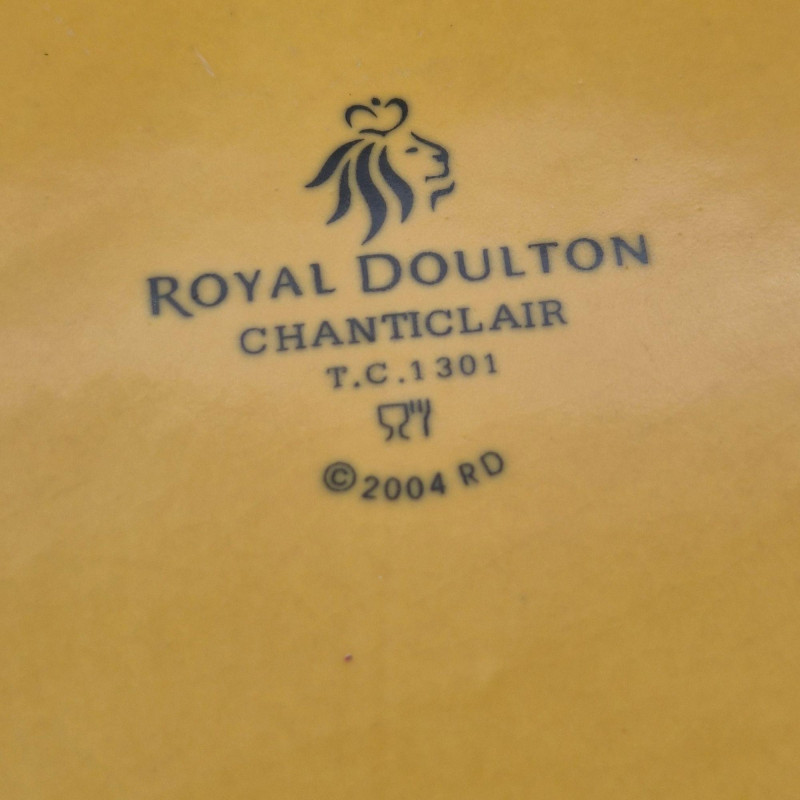 ROYAL DOULTON
CHANTICLAIR
T.C.1301
©2004 RD